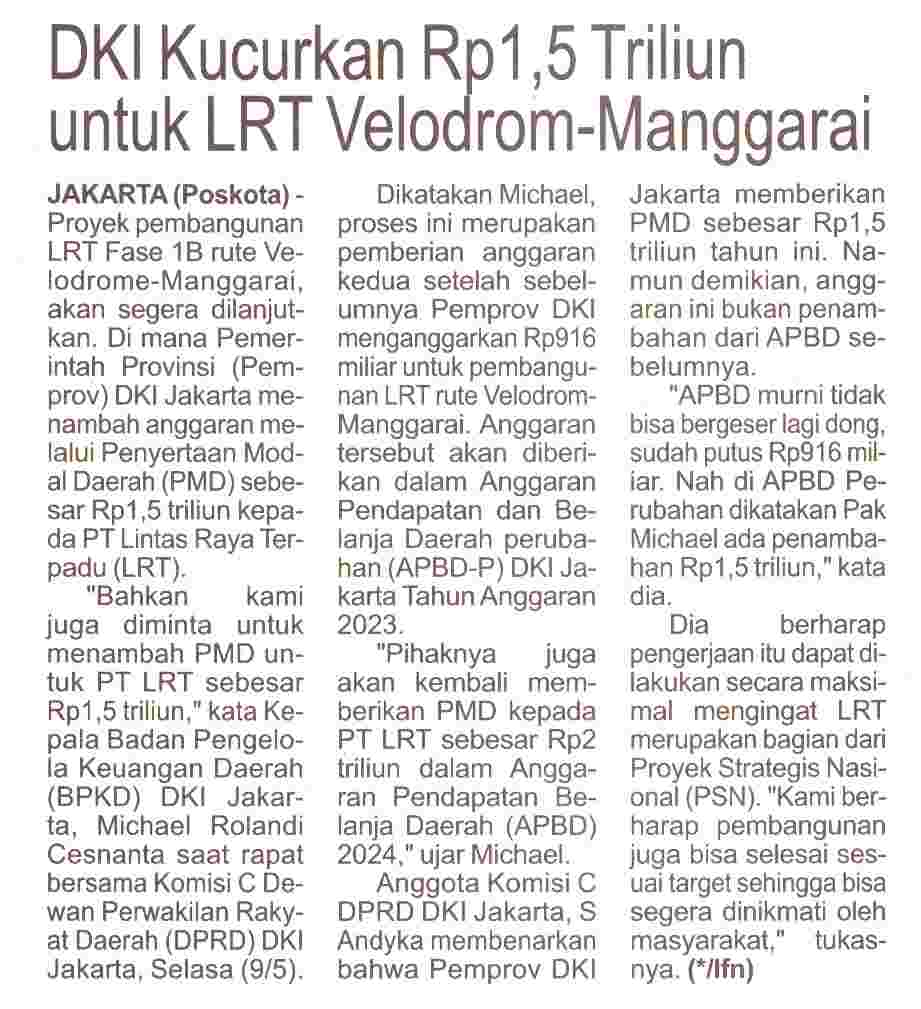 DKI Kucurkan Rp1,5 Triliun
untuk LRT Velodrom-Manggarai
JAKARTA (Poskota) -
Proyek pembangunan
LRT Fase 1B rute Ve-
lodrome-Manggarai,
akan segera dilanjut-
kan. Di mana Pemer-
intah Provinsi (Pem-
prov) DKI Jakarta me-
nambah anggaran me-
lalui Penyertaan Mod-
al Daerah (PMD) sebe-
sar Rp1,5 triliun kepa-
da PT Lintas Raya Ter-
padu (LRT).
"Bahkan kami
juga diminta untuk
menambah PMD un-
tuk PT LRT sebesar
Rp1,5 triliun," kata Ke-
pala Badan Pengelo-
la Keuangan Daerah
(BPKD) DKI Jakar-
ta, Michael Rolandi
Cesnanta saat rapat
bersama Komisi C De-
wan Perwakilan Raky-
at Daerah (DPRD) DKI
Jakarta, Selasa (9/5).
Dikatakan Michael,
proses ini merupakan
pemberian anggaran
kedua setelah sebel-
umnya Pemprov DKI
menganggarkan Rp916
miliar untuk pembangu-
nan LRT rute Velodrom-
Manggarai. Anggaran
tersebut akan diberi-
kan dalam Anggaran
Pendapatan dan Be-
lanja Daerah peruba-
han (APBD-P) DKI Ja-
karta Tahun Anggaran
2023.
"Pihaknya juga
akan kembali mem-
berikan PMD kepada
PT LRT sebesar Rp2
triliun dalam Angga-
ran Pendapatan Be-
lanja Daerah (APBD)
2024," ujar Michael.
Anggota Komisi C
DPRD DKI Jakarta, S
Andyka membenarkan
bahwa Pemprov DKI
Jakarta memberikan
PMD sebesar Rp1,5
triliun tahun ini. Na-
mun demikian, angg-
aran ini bukan penam-
bahan dari APBD se-
belumnya.
"APBD murni tidak
bisa bergeser lagi dong,
sudah putus Rp916 mil-
iar. Nah di APBD Pe-
rubahan dikatakan Pak
Michael ada penamba-
han Rp1,5 triliun," kata
dia.
Dia berharap
pengerjaan itu dapat di-
lakukan secara maksi-
mal mengingat LRT
merupakan bagian dari
Proyek Strategis Nasi-
onal (PSN). "Kami ber-
harap pembangunan
juga bisa selesai ses-
uai target sehingga bisa
segera dinikmati oleh
masyarakat," tukas-
nya. (*/Ifn)